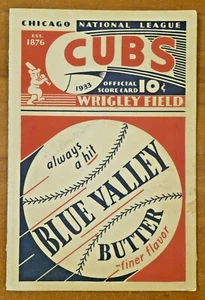 CHICAGO NATIONAL LEAGUE
EST.
1876
CUBS
1933
OFFICIAL
SCORE CARD
10¢
WRIGLEY FIELD
always
a hit
BLUE VALLEY
BUTTER
-finer flavor